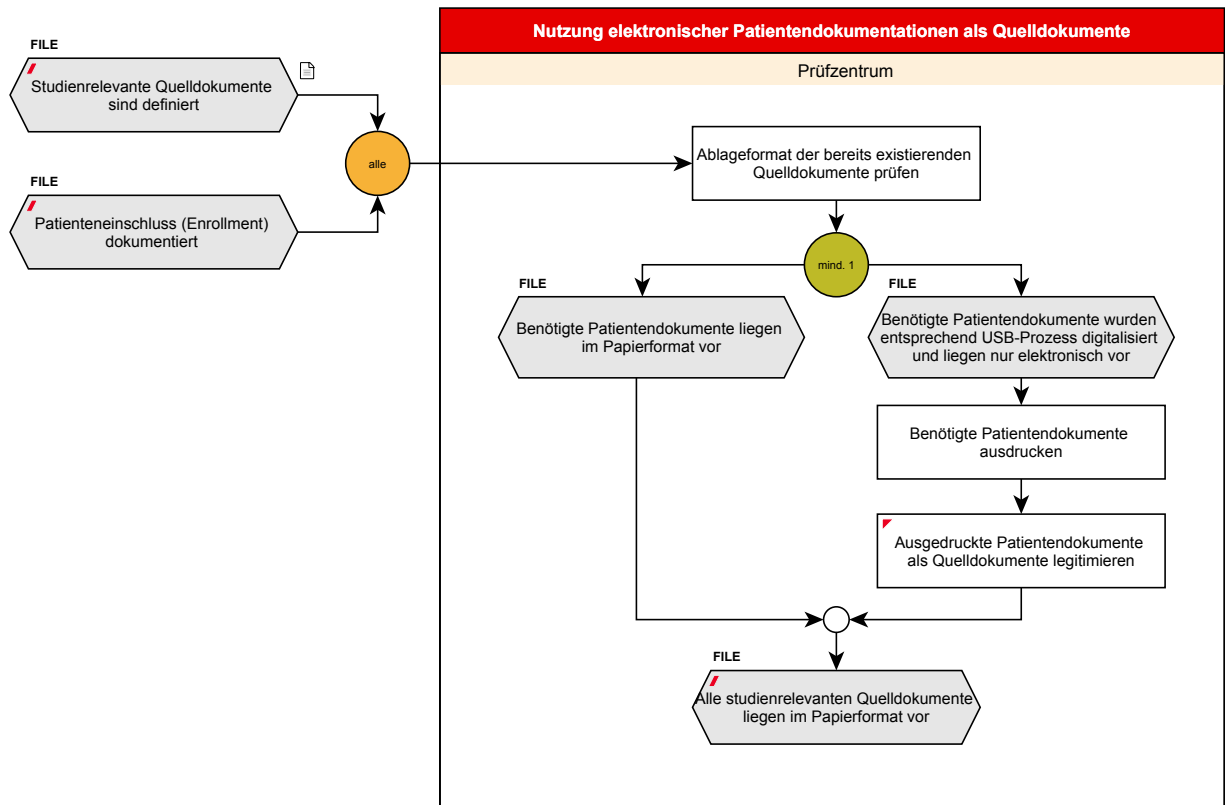 Nutzung elektronischer Patientendokumentationen als Quelldokumente
Prüfzentrum
FILE
Studienrelevante Quelldokumente
sind definiert
alle
FILE
Patienteneinschluss (Enrollment)
dokumentiert
Ablageformat der bereits existierenden
Quelldokumente prüfen
mind. 1
FILE
Benötigte Patientendokumente liegen
im Papierformat vor
FILE
Benötigte Patientendokumente wurden
entsprechend USB-Prozess digitalisiert
und liegen nur elektronisch vor
Benötigte Patientendokumente
ausdrucken
Ausgedruckte Patientendokumente
als Quelldokumente legitimieren
FILE
Alle studienrelevanten Quelldokumente
liegen im Papierformat vor